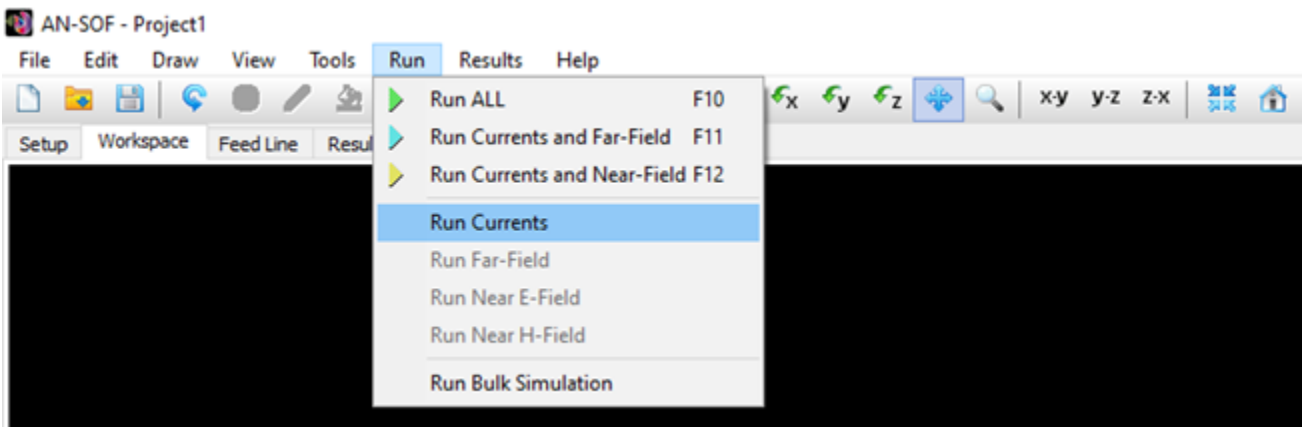 AN-SOF - Project1
File Edit Draw View Tools Run Results Help
x y z x-y y-z z-x
Setup Workspace Feed Line Resul
Run ALL F10
Run Currents and Far-Field F11
Run Currents and Near-Field F12
Run Currents
Run Far-Field
Run Near E-Field
Run Near H-Field
Run Bulk Simulation